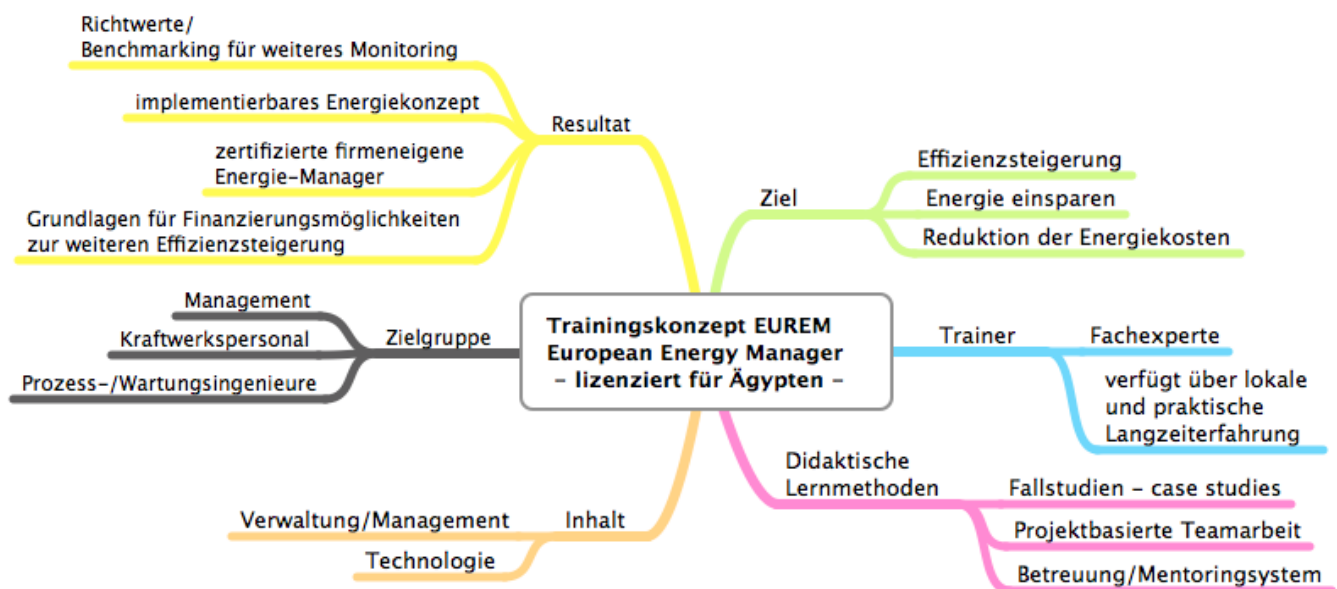 Trainingskonzept EUREM
European Energy Manager
– lizenziert für Ägypten –
Resultat
Richtwerte/
Benchmarking für weiteres Monitoring
implementierbares Energiekonzept
zertifizierte firmeneigene
Energie–Manager
Grundlagen für Finanzierungsmöglichkeiten
zur weiteren Effizienzsteigerung
Zielgruppe
Management
Kraftwerkspersonal
Prozess–/Wartungsingenieure
Inhalt
Verwaltung/Management
Technologie
Ziel
Effizienzsteigerung
Energie einsparen
Reduktion der Energiekosten
Trainer
Fachexperte
verfügt über lokale
und praktische
Langzeiterfahrung
Didaktische
Lernmethoden
Fallstudien – case studies
Projektbasierte Teamarbeit
Betreuung/Mentoringsystem